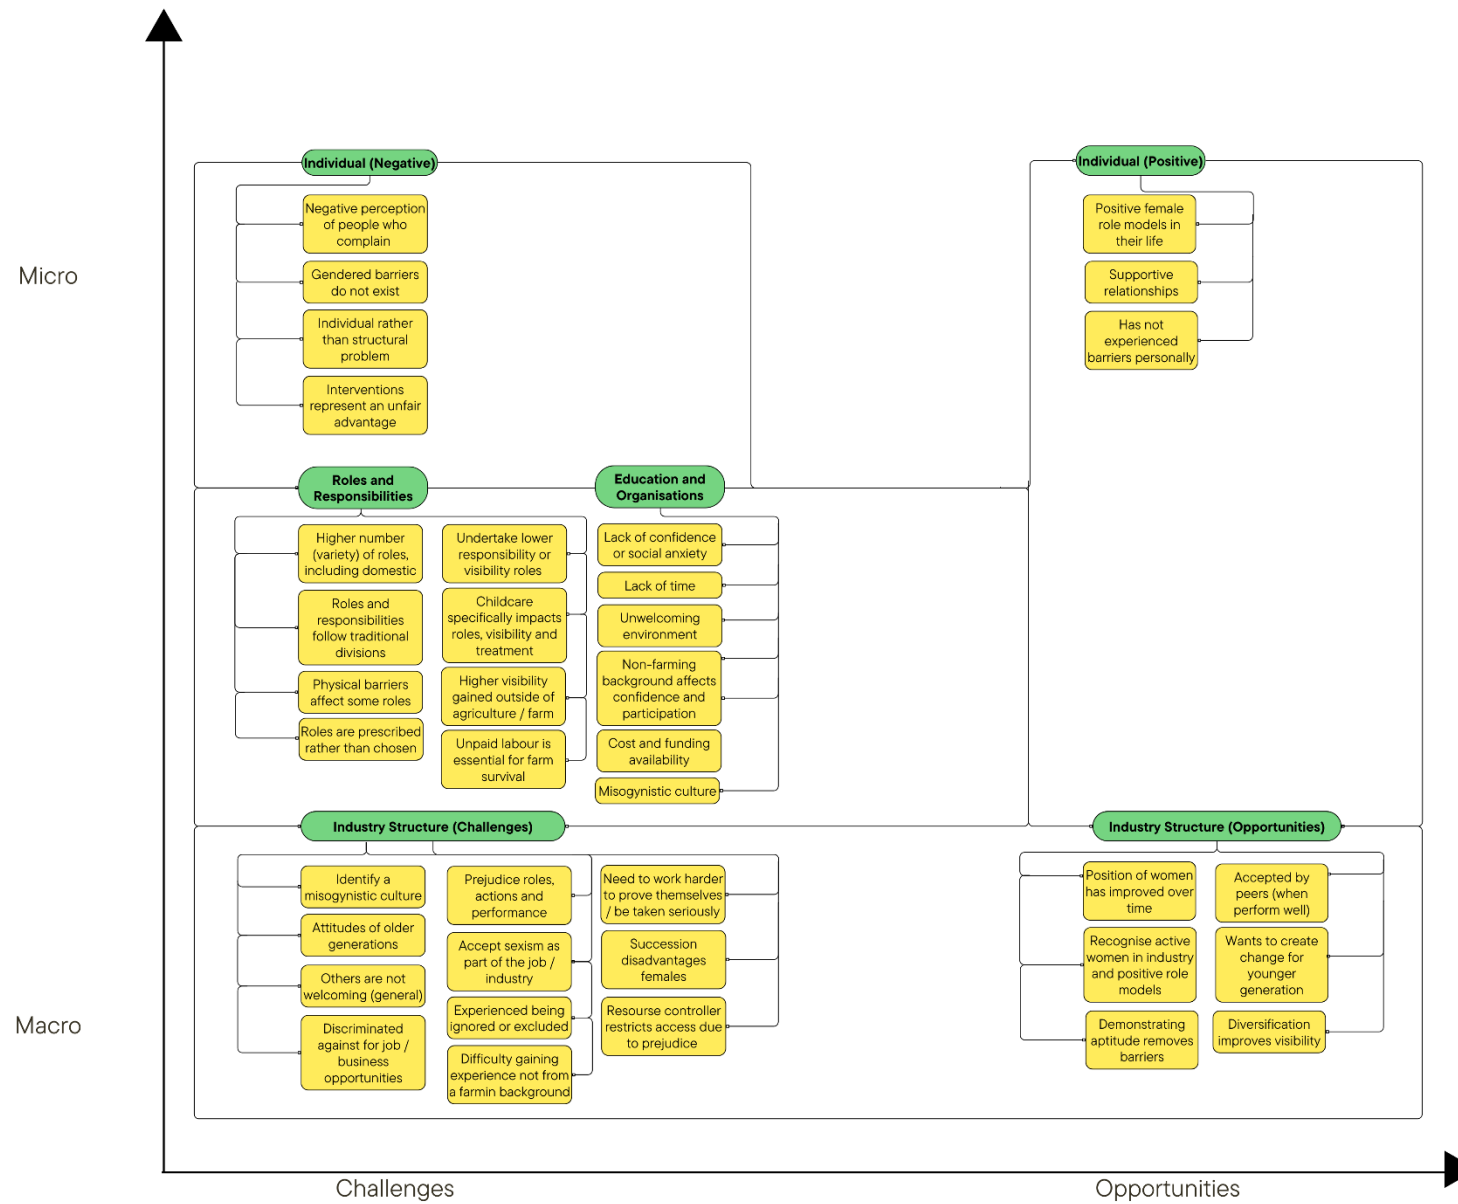 Micro
Individual (Negative)
Negative perception
of people who
complain
Gendered barriers
do not exist
Individual rather
than structural
problem
Interventions
represent an unfair
advantage
Individual (Positive)
Positive female
role models in
their life
Supportive
relationships
Has not
experienced
barriers personally
Roles and
Responsibilities
Higher number
(variety) of roles,
including domestic
Roles and
responsibilities
follow traditional
divisions
Physical barriers
affect some roles
Roles are prescribed
rather than chosen
Undertake lower
responsibility or
visibility roles
Childcare
specifically impacts
roles, visibility and
treatment
Higher visibility
gained outside of
agriculture / farm
Unpaid labour is
essential for farm
survival
Education and
Organisations
Lack of confidence
or social anxiety
Lack of time
Unwelcoming
environment
Non-farming
background affects
confidence and
participation
Cost and funding
availability
Misogynistic culture
Macro
Industry Structure (Challenges)
Identify a
misogynistic culture
Attitudes of older
generations
Others are not
welcoming (general)
Discriminated
against for job /
business
opportunities
Prejudice roles,
actions and
performance
Accept sexism as
part of the job /
industry
Experienced being
ignored or excluded
Difficulty gaining
experience not from
a farmin background
Need to work harder
to prove themselves
/ be taken seriously
Succession
disadvantages
females
Resourse controller
restricts access due
to prejudice
Industry Structure (Opportunities)
Position of women
has improved over
time
Recognise active
women in industry
and positive role
models
Demonstrating
aptitude removes
barriers
Accepted by
peers (when
perform well)
Wants to create
change for
younger
generation
Diversification
improves visibility
Challenges
Opportunities